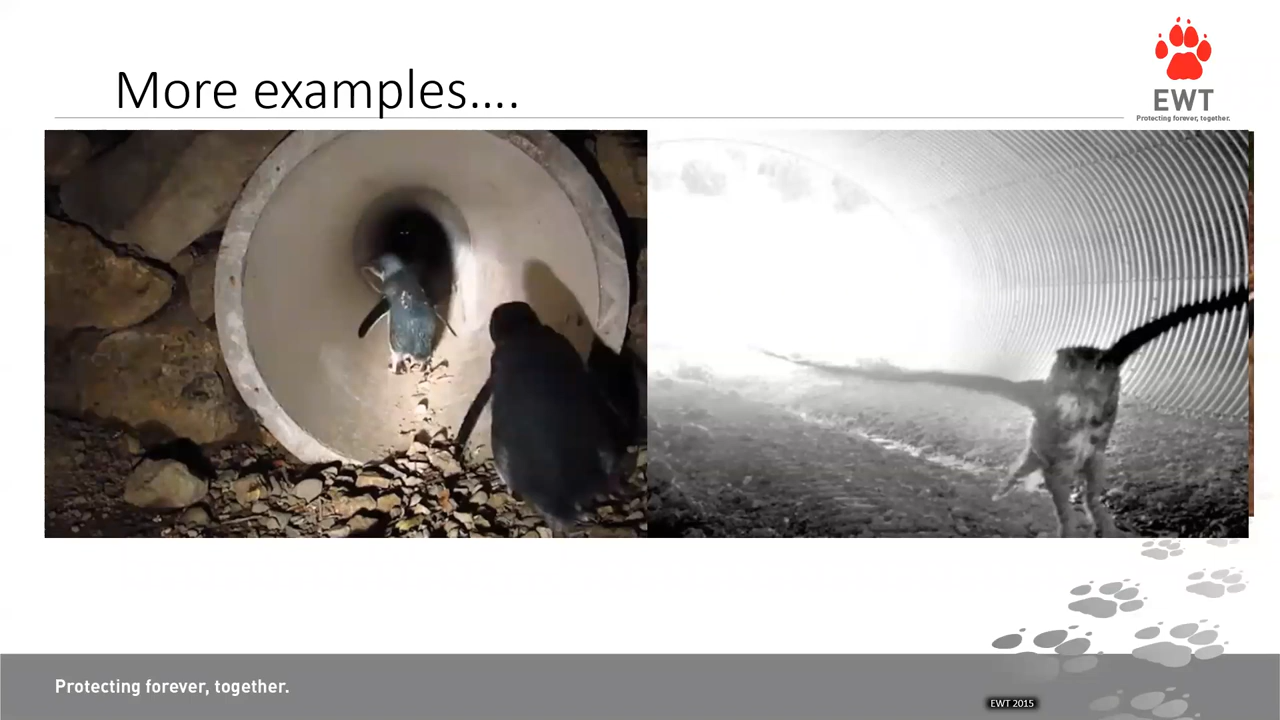 More examples....
EWT
Protecting forever, together.
Protecting forever, together.
EWT 2015